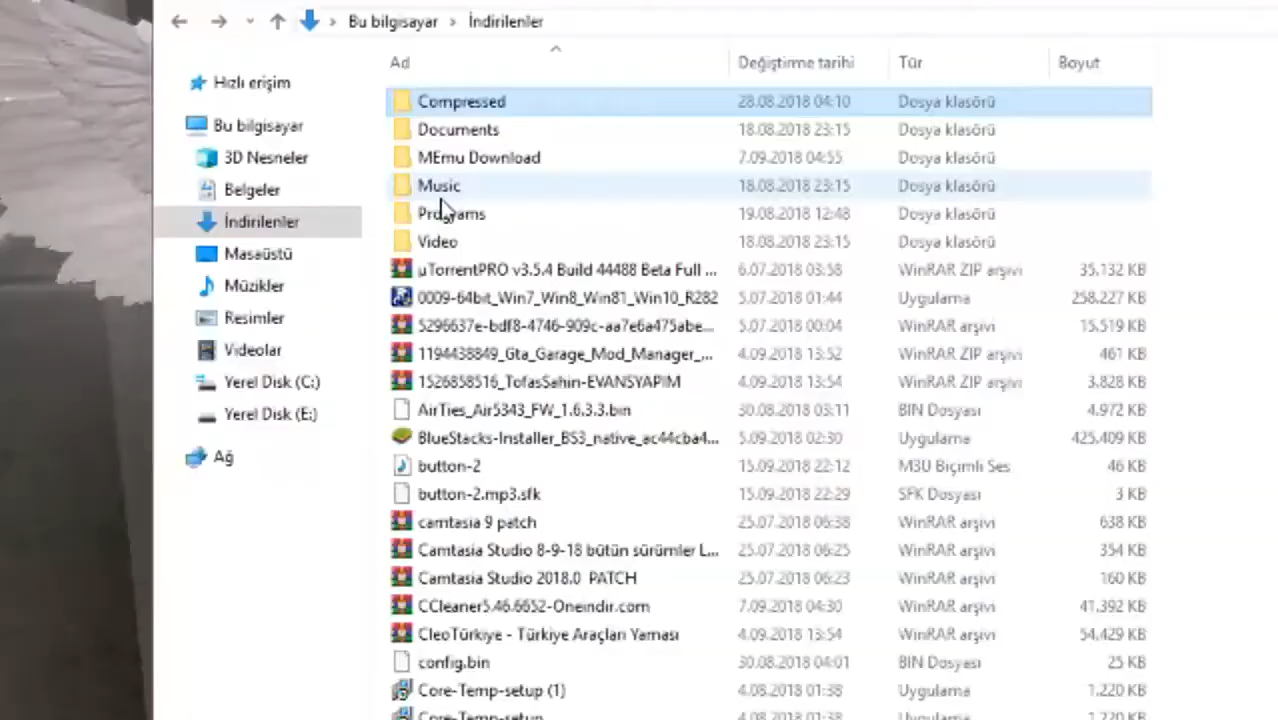 Bu bilgisayar > İndirilenler
Ad Değiştirme tarihi Tür Boyut
Hızlı erişim
Bu bilgisayar
3D Nesneler
Belgeler
İndirilenler
Masaüstü
Müzikler
Resimler
Videolar
Yerel Disk (C:)
Yerel Disk (E:)
Ağ
Compressed 28.08.2018 04:10 Dosya klasörü
Documents 18.08.2018 23:15 Dosya klasörü
MEmu Download 7.09.2018 04:55 Dosya klasörü
Music 18.08.2018 23:15 Dosya klasörü
Programs 19.08.2018 12:48 Dosya klasörü
Video 18.08.2018 23:15 Dosya klasörü
µTorrentPRO v3.5.4 Build 44488 Beta Full ... 6.07.2018 03:58 WinRAR ZIP arşivi 35.132 KB
0009-64bit_Win7_Win8_Win81_Win10_R282 5.07.2018 01:44 Uygulama 258.227 KB
5296637e-bdf8-4746-909c-aa7e6a475abe... 5.07.2018 00:04 WinRAR arşivi 15.519 KB
1194438849_Gta_Garage_Mod_Manager_... 4.09.2018 13:52 WinRAR ZIP arşivi 461 KB
1526858516_TofasSahin-EVANSYAPIM 4.09.2018 13:54 WinRAR ZIP arşivi 3.828 KB
AirTies_Air5343_FW_1.6.3.3.bin 30.08.2018 03:11 BIN Dosyası 4.972 KB
BlueStacks-Installer_BS3_native_ac44cba4... 5.09.2018 02:30 Uygulama 425.409 KB
button-2 15.09.2018 22:12 M3U Biçimli Ses 46 KB
button-2.mp3.sfk 15.09.2018 22:29 SFK Dosyası 3 KB
camtasia 9 patch 25.07.2018 06:38 WinRAR arşivi 638 KB
Camtasia Studio 8-9-18 bütün sürümler L... 25.07.2018 06:25 WinRAR arşivi 354 KB
Camtasia Studio 2018.0 PATCH 25.07.2018 06:23 WinRAR arşivi 160 KB
CCleaner5.46.6652-Oneindir.com 7.09.2018 04:30 WinRAR arşivi 41.392 KB
CleoTürkiye - Türkiye Araçları Yaması 4.09.2018 13:54 WinRAR arşivi 54.429 KB
config.bin 30.08.2018 04:01 BIN Dosyası 25 KB
Core-Temp-setup (1) 4.08.2018 01:38 Uygulama 1.220 KB
Core-Temp-setup 4.08.2018 01:38 Uygulama 1.220 KB